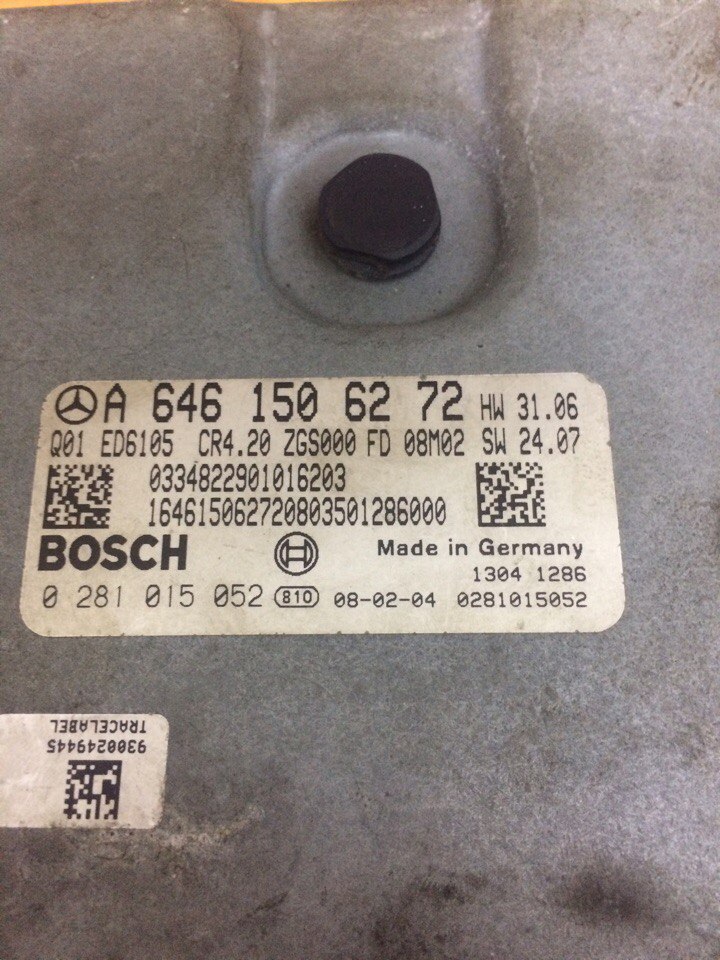 A 646 150 62 72 HW 31.06
Q01 ED6105 CR4.20 ZGS000 FD 08M02 SW 24.07
0334822901016203
164615062720803501286000
BOSCH Made in Germany
1304 1286
0 281 015 052 810 08-02-04 0281015052
TRACELABEL
9300249445